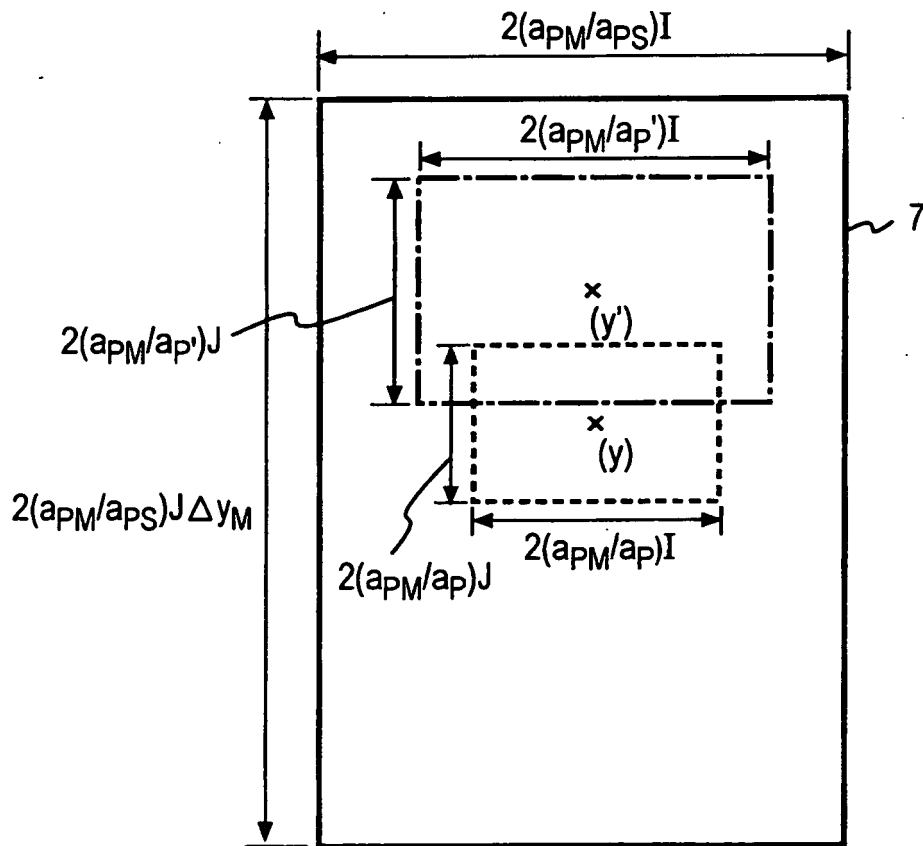 2(aPM/aPS)I
2(aPM/aP')I
7
×
(y')
2(aPM/aP')J
×
(y)
2(aPM/aPS)JΔyM
2(aPM/aP)I
2(aPM/aP)J